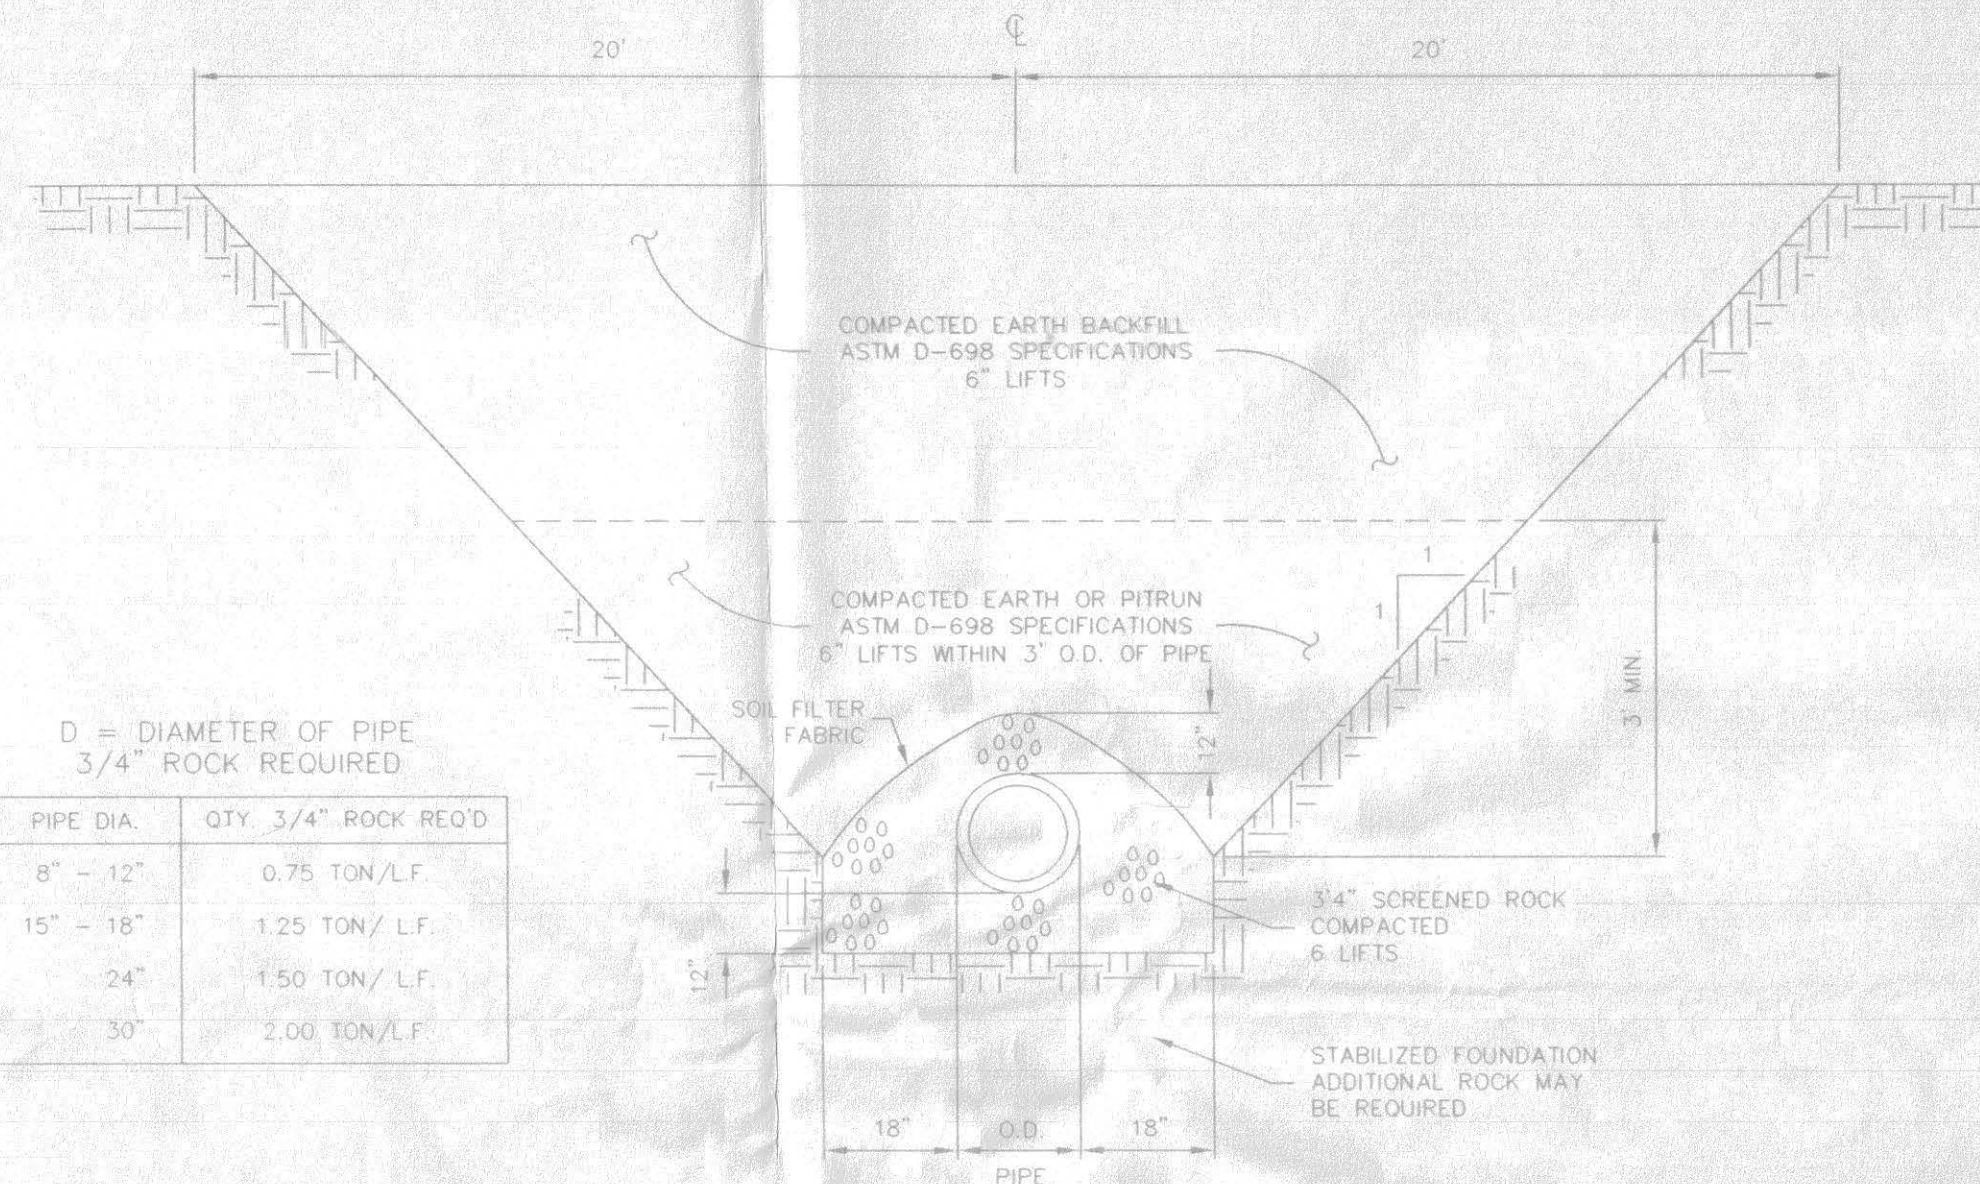 ℄
20'
20'
COMPACTED EARTH BACKFILL
ASTM D-698 SPECIFICATIONS
6" LIFTS
1
1
COMPACTED EARTH OR PITRUN
ASTM D-698 SPECIFICATIONS
6" LIFTS WITHIN 3' O.D. OF PIPE
3' MIN.
SOIL FILTER
FABRIC
12"
D = DIAMETER OF PIPE
3/4" ROCK REQUIRED
PIPE DIA. QTY. 3/4" ROCK REQ'D
8" - 12" 0.75 TON/L.F.
15" - 18" 1.25 TON/ L.F.
24" 1.50 TON/ L.F.
30" 2.00 TON/L.F.
3'4" SCREENED ROCK
COMPACTED
6 LIFTS
12"
STABILIZED FOUNDATION
ADDITIONAL ROCK MAY
BE REQUIRED
18" O.D. 18"
PIPE